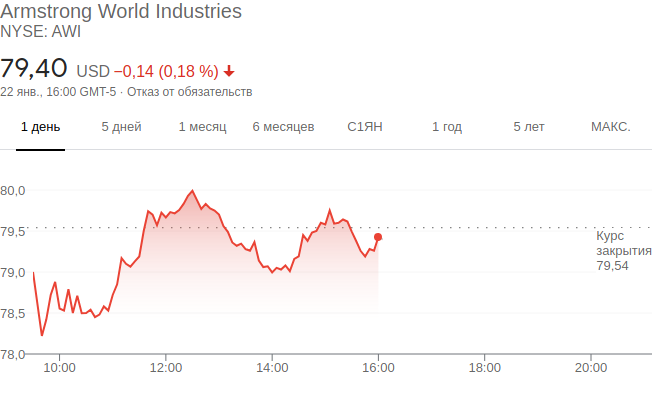 Armstrong World Industries
NYSE: AWI
79,40 USD −0,14 (0,18 %)
22 янв., 16:00 GMT-5 · Отказ от обязательств
1 день 5 дней 1 месяц 6 месяцев С1ЯН 1 год 5 лет МАКС.
80,0
79,5
Курс
закрытия
79,54
79,0
78,5
78,0
10:00 12:00 14:00 16:00 18:00 20:00